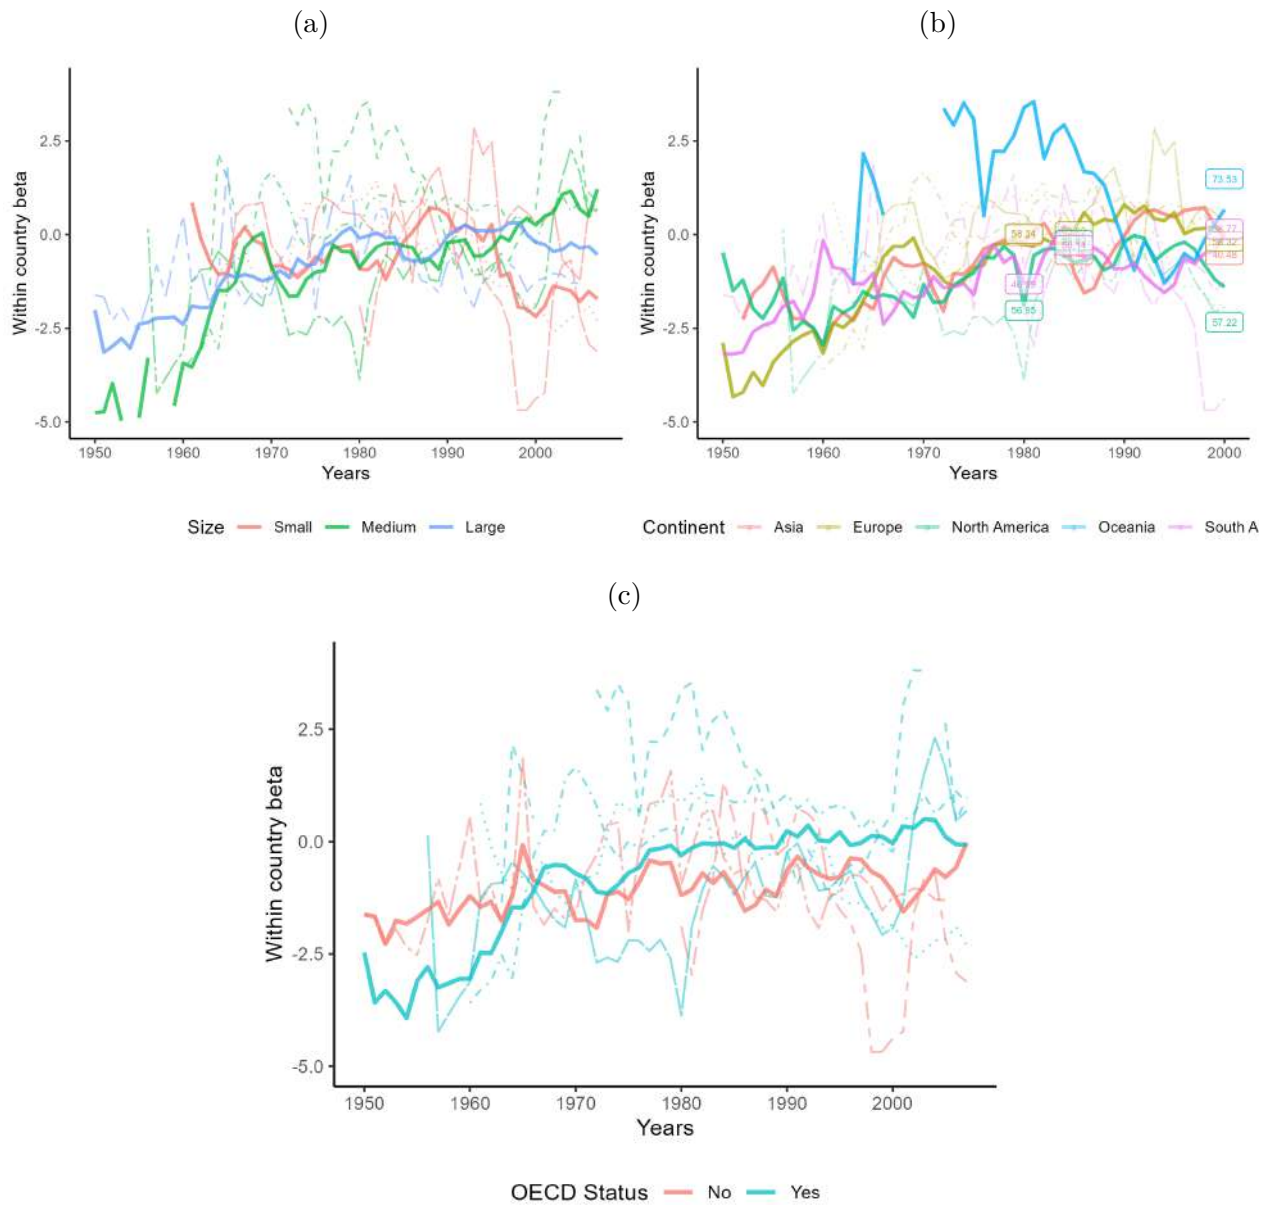 (a)
(b)
Within country beta
2.5
0.0
-2.5
-5.0
1950 1960 1970 1980 1990 2000
Years
Size Small Medium Large
Within country beta
2.5
0.0
-2.5
-5.0
73.53
58.24
56.95
57.22
1950 1960 1970 1980 1990 2000
Years
Continent Asia Europe North America Oceania South A
(c)
Within country beta
2.5
0.0
-2.5
-5.0
1950 1960 1970 1980 1990 2000
Years
OECD Status No Yes